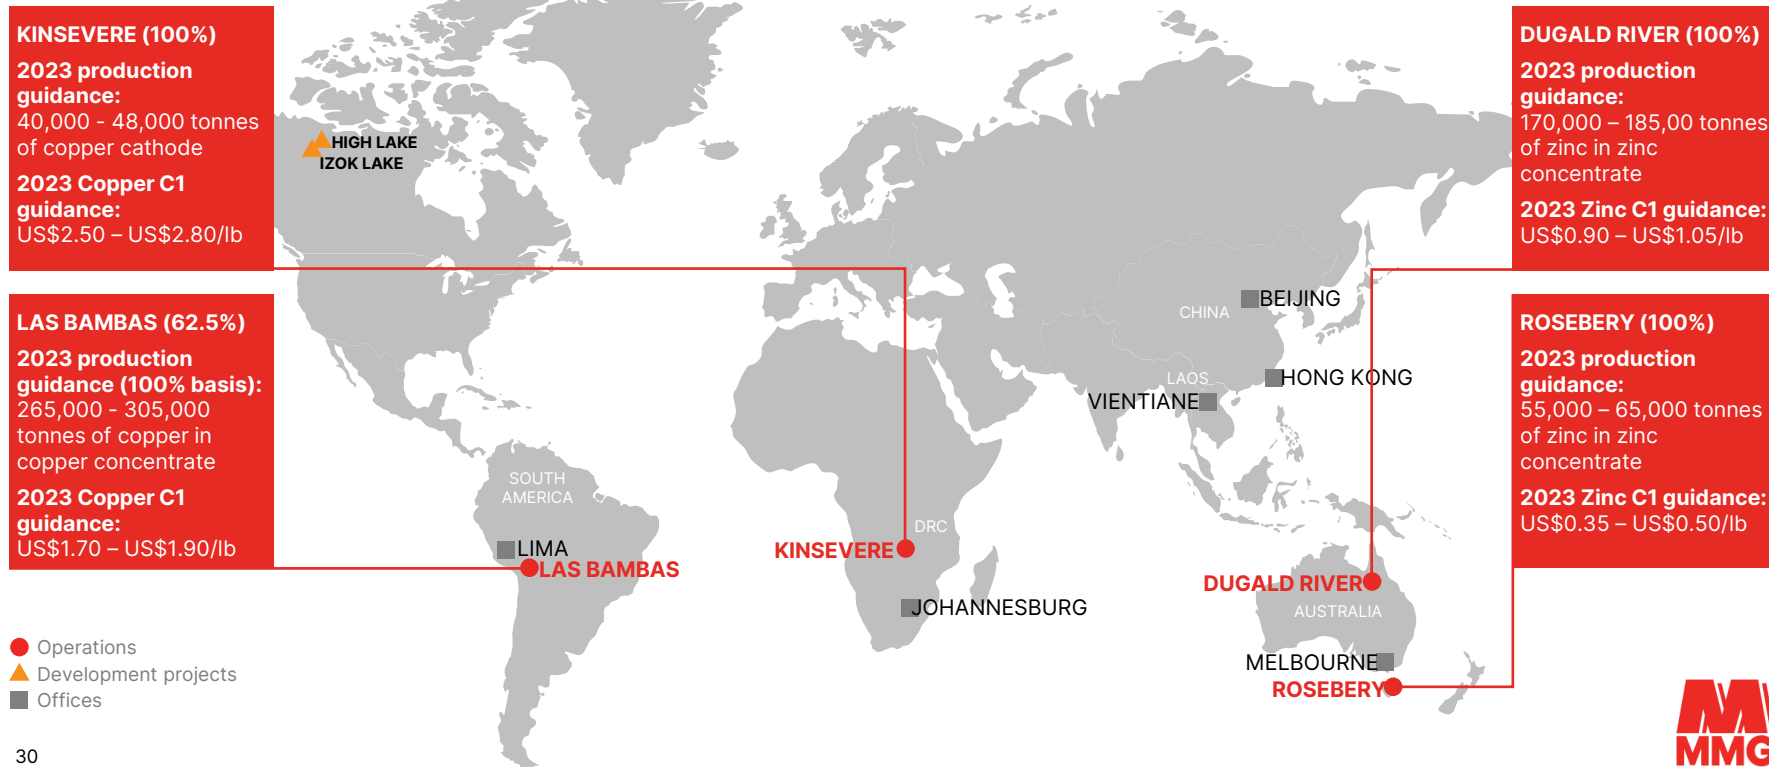 KINSEVERE (100%)
2023 production
guidance:
40,000 - 48,000 tonnes
of copper cathode
2023 Copper C1
guidance:
US$2.50 – US$2.80/lb
LAS BAMBAS (62.5%)
2023 production
guidance (100% basis):
265,000 - 305,000
tonnes of copper in
copper concentrate
2023 Copper C1
guidance:
US$1.70 – US$1.90/lb
HIGH LAKE
IZOK LAKE
SOUTH
AMERICA
LIMA
LAS BAMBAS
DRC
KINSEVERE
JOHANNESBURG
CHINA
BEIJING
HONG KONG
LAOS
VIENTIANE
DUGALD RIVER
AUSTRALIA
MELBOURNE
ROSEBERY
DUGALD RIVER (100%)
2023 production
guidance:
170,000 – 185,00 tonnes
of zinc in zinc
concentrate
2023 Zinc C1 guidance:
US$0.90 – US$1.05/lb
ROSEBERY (100%)
2023 production
guidance:
55,000 – 65,000 tonnes
of zinc in zinc
concentrate
2023 Zinc C1 guidance:
US$0.35 – US$0.50/lb
Operations
Development projects
Offices
30
MMG